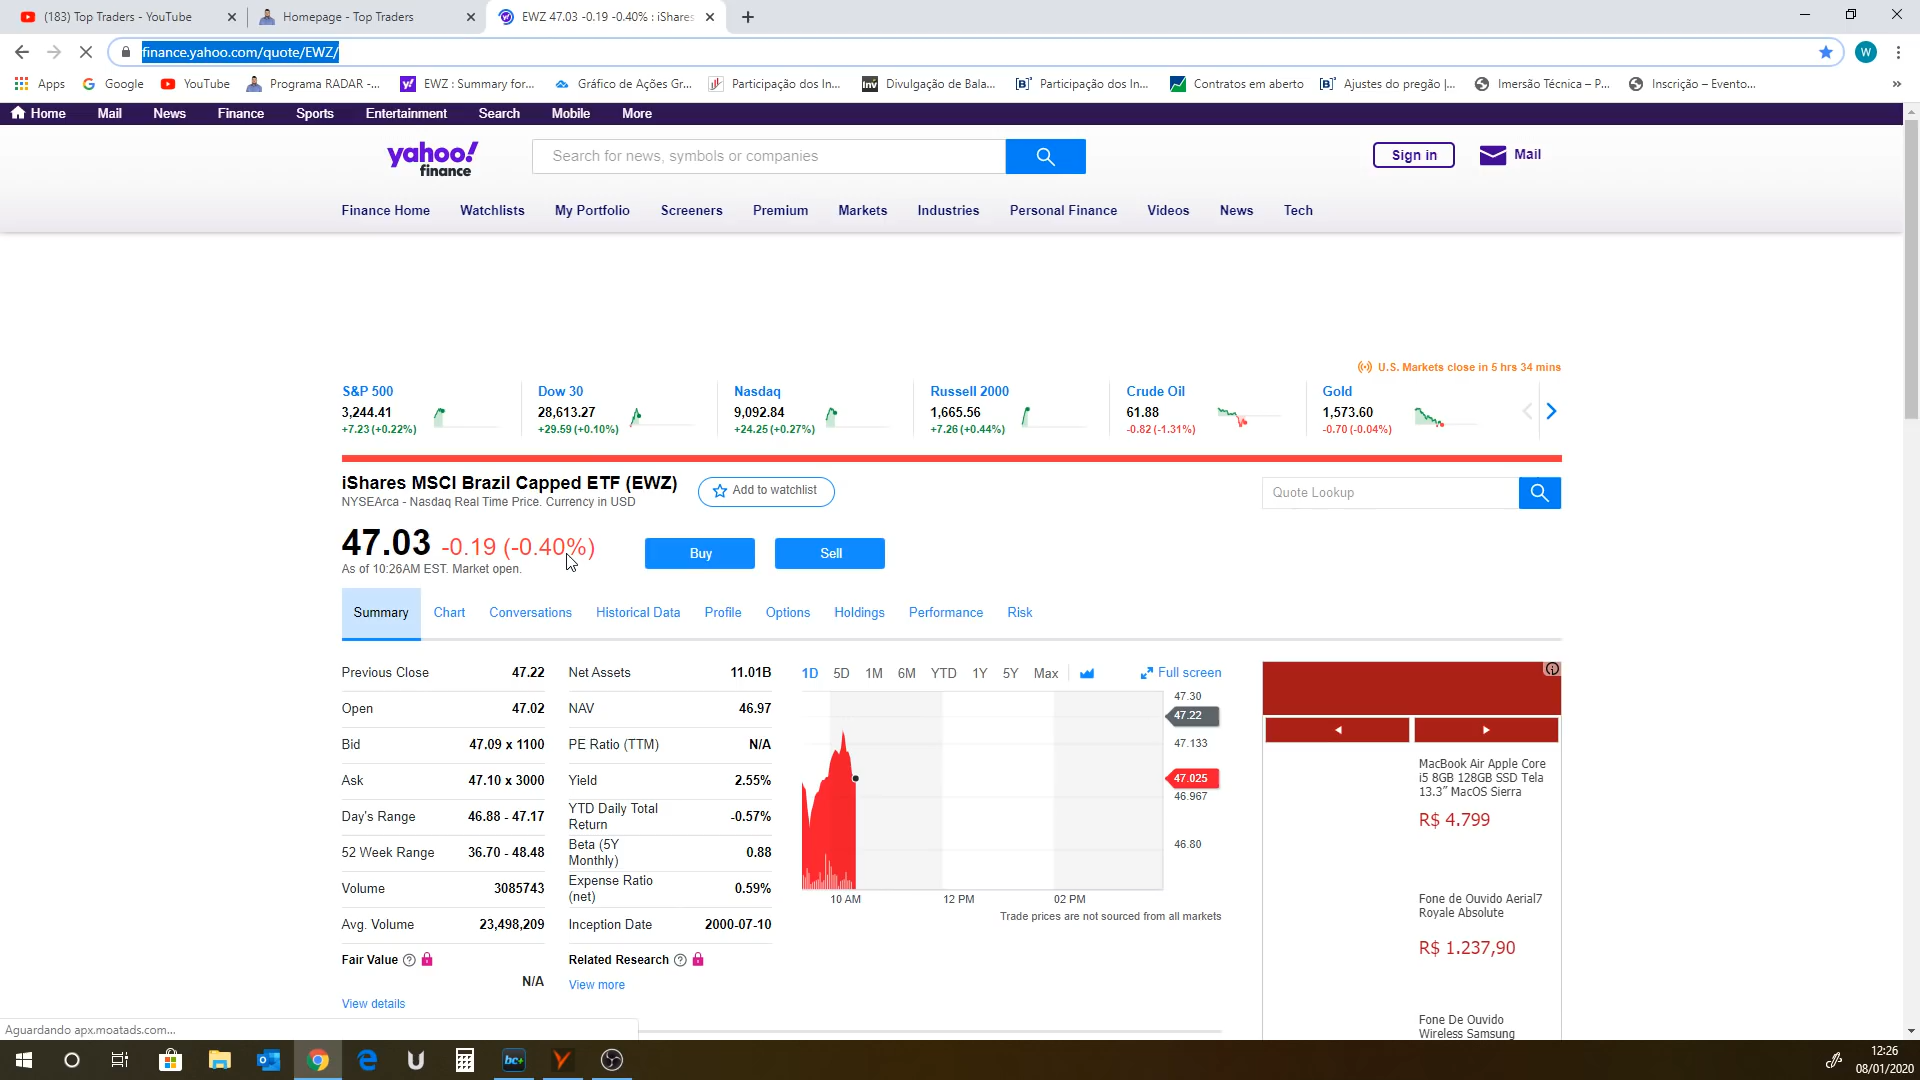 (183) Top Traders - YouTube
Homepage - Top Traders
EWZ 47.03 -0.19 -0.40% : iShares
finance.yahoo.com/quote/EWZ/
W
Apps
Google
YouTube
Programa RADAR -...
EWZ : Summary for...
Gráfico de Ações Gr...
Participação dos In...
Divulgação de Bala...
Participação dos In...
Contratos em aberto
Ajustes do pregão |...
Imersão Técnica – P...
Inscrição – Evento...
Home
Mail
News
Finance
Sports
Entertainment
Search
Mobile
More
yahoo!
finance
Search for news, symbols or companies
Sign in
Mail
Finance Home
Watchlists
My Portfolio
Screeners
Premium
Markets
Industries
Personal Finance
Videos
News
Tech
U.S. Markets close in 5 hrs 34 mins
S&P 500
3,244.41
+7.23 (+0.22%)
Dow 30
28,613.27
+29.59 (+0.10%)
Nasdaq
9,092.84
+24.25 (+0.27%)
Russell 2000
1,665.56
+7.26 (+0.44%)
Crude Oil
61.88
-0.82 (-1.31%)
Gold
1,573.60
-0.70 (-0.04%)
iShares MSCI Brazil Capped ETF (EWZ)
NYSEArca - Nasdaq Real Time Price. Currency in USD
Add to watchlist
Quote Lookup
47.03 -0.19 (-0.40%)
As of 10:26AM EST. Market open.
Buy
Sell
Summary
Chart
Conversations
Historical Data
Profile
Options
Holdings
Performance
Risk
Previous Close 47.22
Open 47.02
Bid 47.09 x 1100
Ask 47.10 x 3000
Day's Range 46.88 - 47.17
52 Week Range 36.70 - 48.48
Volume 3085743
Avg. Volume 23,498,209
Fair Value
N/A
View details
Net Assets 11.01B
NAV 46.97
PE Ratio (TTM) N/A
Yield 2.55%
YTD Daily Total
Return -0.57%
Beta (5Y
Monthly) 0.88
Expense Ratio
(net) 0.59%
Inception Date 2000-07-10
Related Research
View more
1D 5D 1M 6M YTD 1Y 5Y Max
Full screen
47.30
47.22
47.133
47.025
46.967
46.80
10 AM
12 PM
02 PM
Trade prices are not sourced from all markets
MacBook Air Apple Core
i5 8GB 128GB SSD Tela
13.3" MacOS Sierra
R$ 4.799
Fone de Ouvido Aerial7
Royale Absolute
R$ 1.237,90
Fone De Ouvido
Wireless Samsung
Aguardando apx.moatads.com...
bc+
12:26
08/01/2020